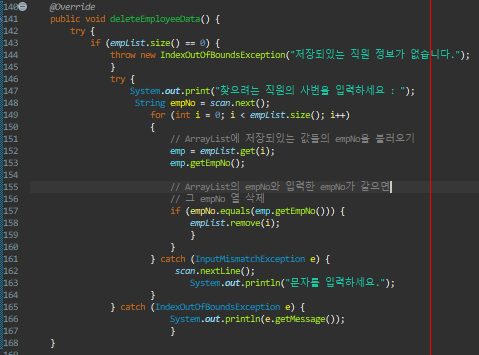 140 @Override
141 public void deleteEmployeeData() {
142 try {
143 if (empList.size() == 0) {
144 throw new IndexOutOfBoundsException("저장되있는 직원 정보가 없습니다.");
145 }
146 try {
147 System.out.print("찾으려는 직원의 사번을 입력하세요 : ");
148 String empNo = scan.next();
149 for (int i = 0; i < empList.size(); i++)
150 {
151 // ArrayList에 저장되있는 값들의 empNo을 불러오기
152 emp = empList.get(i);
153 emp.getEmpNo();
154
155 // ArrayList의 empNo와 입력한 empNo가 같으면
156 // 그 empNo 열 삭제
157 if (empNo.equals(emp.getEmpNo())) {
158 empList.remove(i);
159 }
160 }
161 } catch (InputMismatchException e) {
162 scan.nextLine();
163 System.out.println("문자를 입력하세요.");
164 }
165 } catch (IndexOutOfBoundsException e) {
166 System.out.println(e.getMessage());
167 }
168 }